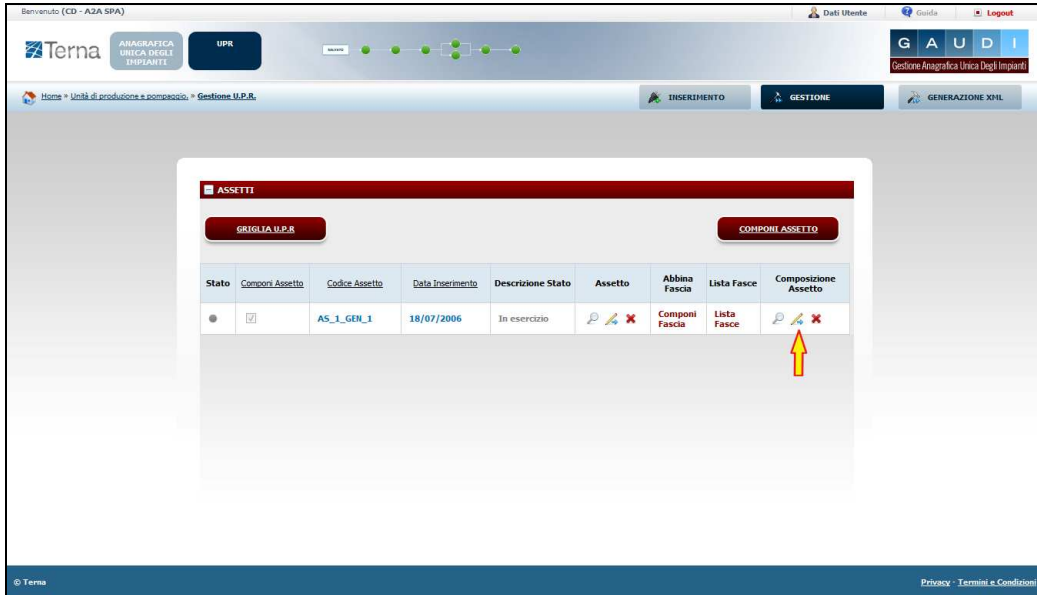 Benvenuto (CD - A2A SPA)
Dati Utente
Guida
Logout
Terna
ANAGRAFICA
UNICA DEGLI
IMPIANTI
UPR
G A U D I
Gestione Anagrafica Unica Degli Impianti
Home » Unità di produzione e pompaggio. » Gestione U.P.R.
INSERIMENTO
GESTIONE
GENERAZIONE XML
ASSETTI
GRIGLIA U.P.R
COMPONI ASSETTO
Stato Componi Assetto Codice Assetto Data Inserimento Descrizione Stato Assetto Abbina Fascia Lista Fasce Composizione Assetto
AS_1_GEN_1 18/07/2006 In esercizio Componi Fascia Lista Fasce
© Terna
Privacy - Termini e Condizioni